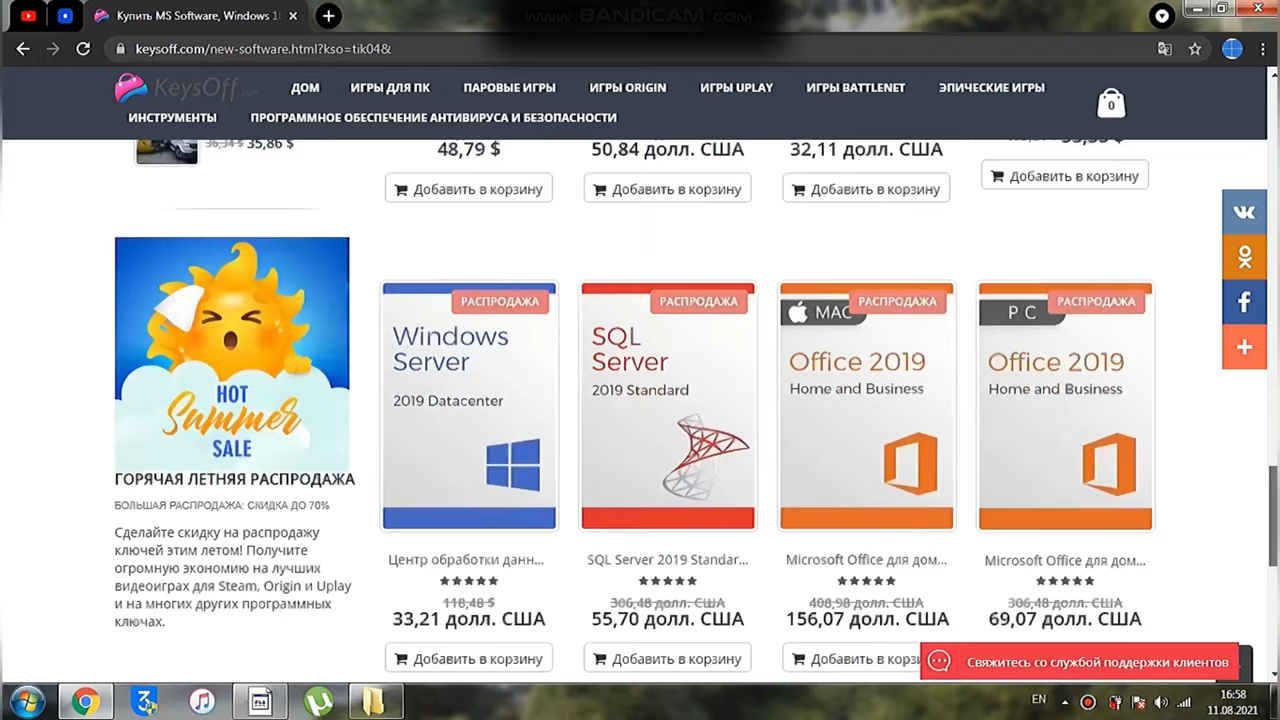 WWW.BANDICAM.COM
Купить MS Software, Windows 1
keysoff.com/new-software.html?kso=tik04&
KeysOff.com
ДОМ ИГРЫ ДЛЯ ПК ПАРОВЫЕ ИГРЫ ИГРЫ ORIGIN ИГРЫ UPLAY ИГРЫ BATTLENET ЭПИЧЕСКИЕ ИГРЫ
0
ИНСТРУМЕНТЫ ПРОГРАММНОЕ ОБЕСПЕЧЕНИЕ АНТИВИРУСА И БЕЗОПАСНОСТИ
36,34 $ 35,86 $
48,79 $ 50,84 долл. США 32,11 долл. США
Добавить в корзину Добавить в корзину Добавить в корзину Добавить в корзину
HOT
Summer
SALE
ГОРЯЧАЯ ЛЕТНЯЯ РАСПРОДАЖА
БОЛЬШАЯ РАСПРОДАЖА: СКИДКА ДО 70%
Сделайте скидку на распродажу
ключей этим летом! Получите
огромную экономию на лучших
видеоиграх для Steam, Origin и Uplay
и на многих других программных
ключах.
РАСПРОДАЖА
Windows
Server
2019 Datacenter
РАСПРОДАЖА
SQL
Server
2019 Standard
MAC
РАСПРОДАЖА
Office 2019
Home and Business
PC
РАСПРОДАЖА
Office 2019
Home and Business
Центр обработки данн...
118,48 $
33,21 долл. США
Добавить в корзину
SQL Server 2019 Standar...
306,48 долл. США
55,70 долл. США
Добавить в корзину
Microsoft Office для дом...
408,98 долл. США
156,07 долл. США
Добавить в корзи
Microsoft Office для дом...
306,48 долл. США
69,07 долл. США
Свяжитесь со службой поддержки клиентов
EN
16:58
11.08.2021